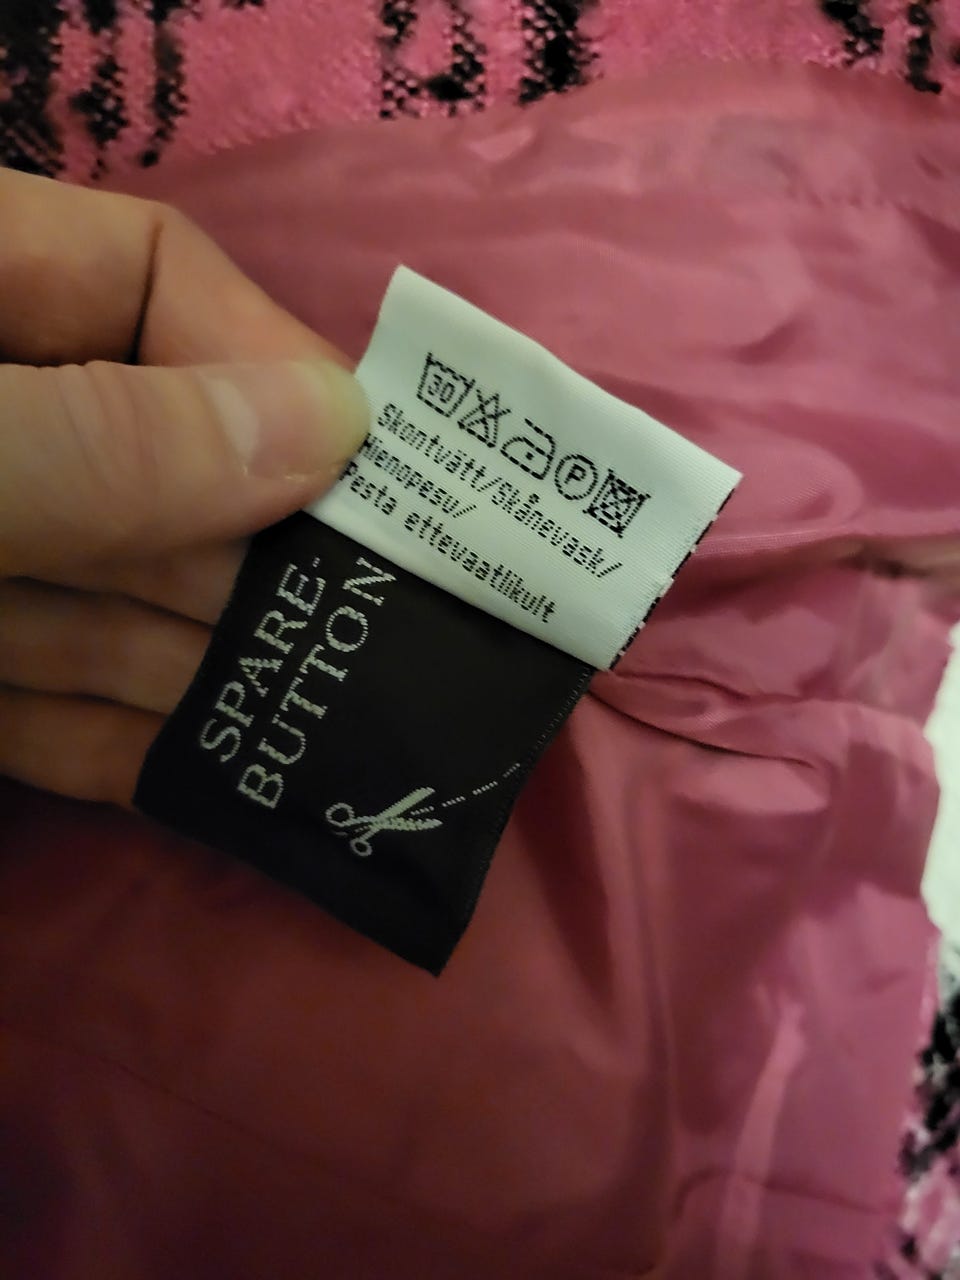 30 P
Skontvätt/Skånevask/
Hienopesu/
Pesta ettevaatlikult
SPARE-
BUTTON